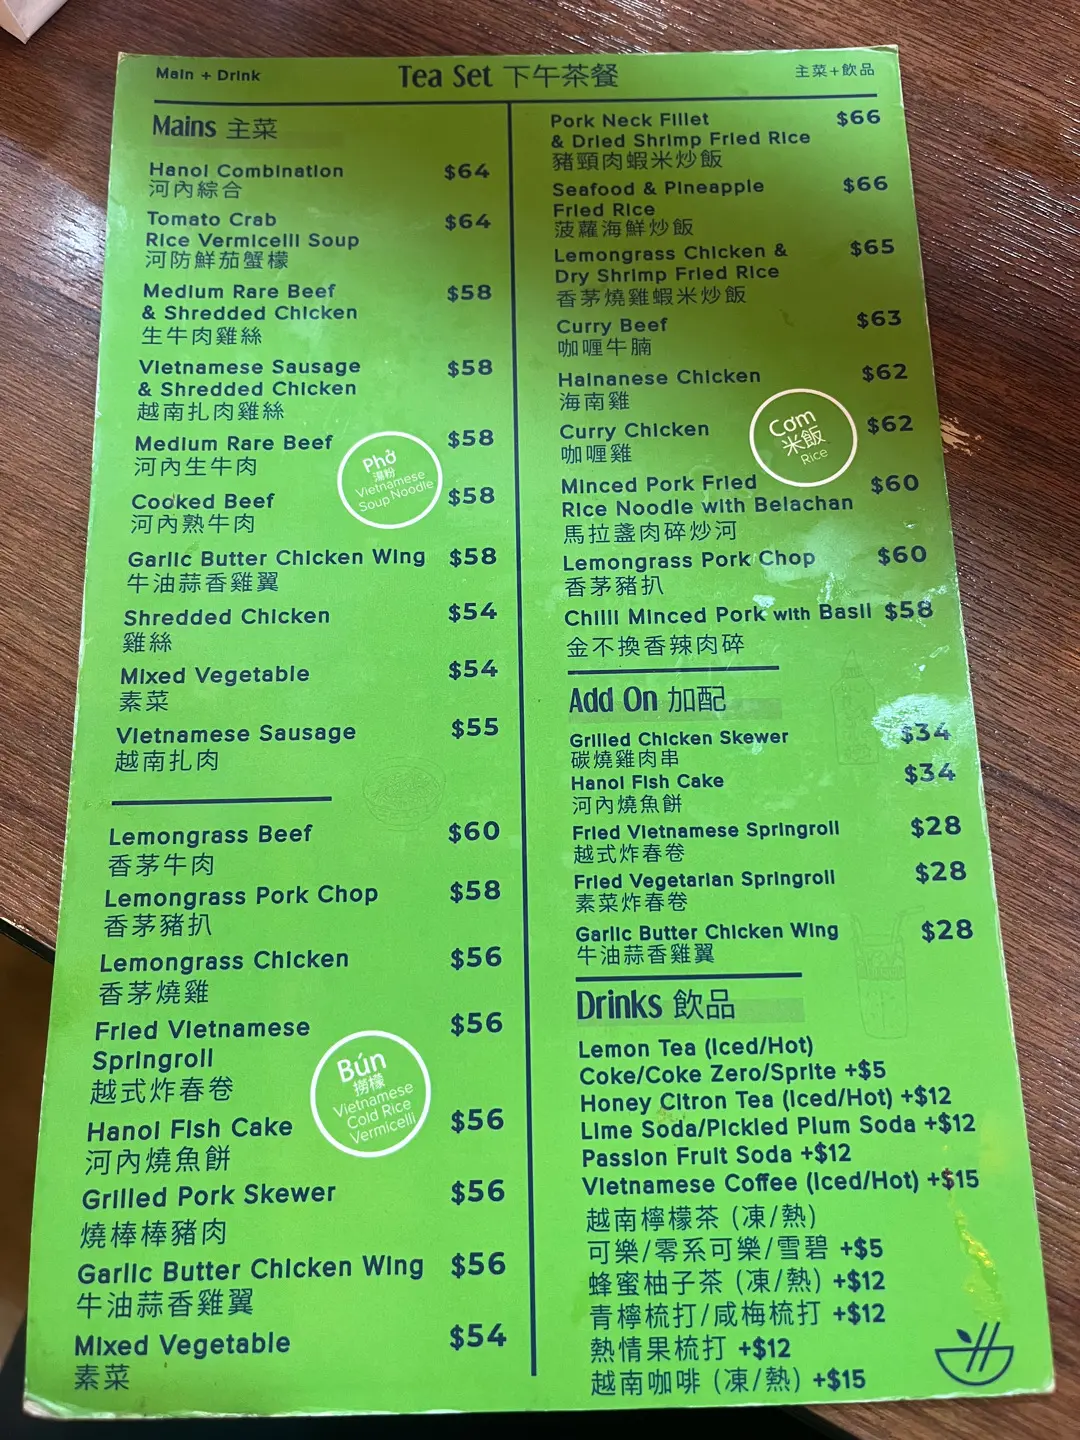 Main + Drink
Tea Set 下午茶餐
主菜+飲品
Mains 主菜
Hanoi Combination $64
河內綜合
Tomato Crab $64
Rice Vermicelli Soup
河防鮮茄蟹檬
Medium Rare Beef $58
& Shredded Chicken
生牛肉雞絲
Vietnamese Sausage $58
& Shredded Chicken
越南扎肉雞絲
Medium Rare Beef $58
河內生牛肉
Cooked Beef $58
河內熟牛肉
Phở
湯粉
Vietnamese
Soup Noodle
Garlic Butter Chicken Wing $58
牛油蒜香雞翼
Shredded Chicken $54
雞絲
Mixed Vegetable $54
素菜
Vietnamese Sausage $55
越南扎肉
Lemongrass Beef $60
香茅牛肉
Lemongrass Pork Chop $58
香茅豬扒
Lemongrass Chicken $56
香茅燒雞
Fried Vietnamese $56
Springroll
越式炸春卷
Bún
撈檬
Vietnamese
Cold Rice
Vermicelli
Hanoi Fish Cake $56
河內燒魚餅
Grilled Pork Skewer $56
燒棒棒豬肉
Garlic Butter Chicken Wing $56
牛油蒜香雞翼
Mixed Vegetable $54
素菜
Pork Neck Fillet $66
& Dried Shrimp Fried Rice
豬頸肉蝦米炒飯
Seafood & Pineapple $66
Fried Rice
菠蘿海鮮炒飯
Lemongrass Chicken & $65
Dry Shrimp Fried Rice
香茅燒雞蝦米炒飯
Curry Beef $63
咖喱牛腩
Hainanese Chicken $62
海南雞
Curry Chicken $62
咖喱雞
Cơm
米飯
Rice
Minced Pork Fried $60
Rice Noodle with Belachan
馬拉盞肉碎炒河
Lemongrass Pork Chop $60
香茅豬扒
Chilli Minced Pork with Basil $58
金不換香辣肉碎
Add On 加配
Grilled Chicken Skewer $34
碳燒雞肉串
Hanoi Fish Cake $34
河內燒魚餅
Fried Vietnamese Springroll $28
越式炸春卷
Fried Vegetarian Springroll $28
素菜炸春卷
Garlic Butter Chicken Wing $28
牛油蒜香雞翼
Drinks 飲品
Lemon Tea (Iced/Hot)
Coke/Coke Zero/Sprite +$5
Honey Citron Tea (Iced/Hot) +$12
Lime Soda/Pickled Plum Soda +$12
Passion Fruit Soda +$12
Vietnamese Coffee (Iced/Hot) +$15
越南檸檬茶 (凍/熱)
可樂/零系可樂/雪碧 +$5
蜂蜜柚子茶 (凍/熱) +$12
青檸梳打/咸梅梳打 +$12
熱情果梳打 +$12
越南咖啡 (凍/熱) +$15